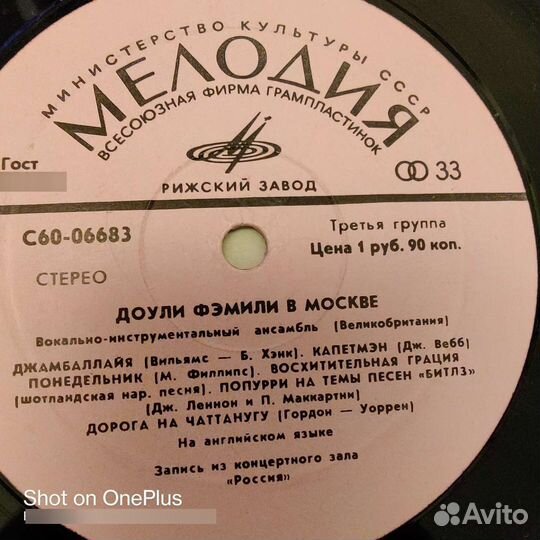 МИНИСТЕРСТВО КУЛЬТУРЫ СССР
МЕЛОДИЯ
ВСЕСОЮЗНАЯ ФИРМА ГРАМПЛАСТИНОК
Гост
РИЖСКИЙ ЗАВОД
33
С60-06683
Третья группа
Цена 1 руб. 90 коп.
СТЕРЕО
ДОУЛИ ФЭМИЛИ В МОСКВЕ
Вокально-инструментальный ансамбль (Великобритания)
ДЖАМБАЛЛАЙЯ (Вильямс — Б. Хэнк). КАПЕТМЭН (Дж. Вебб)
ПОНЕДЕЛЬНИК (М. Филлипс). ВОСХИТИТЕЛЬНАЯ ГРАЦИЯ
(шотландская нар. песня). ПОПУРРИ НА ТЕМЫ ПЕСЕН «БИТЛЗ»
(Дж. Леннон и П. Маккартни)
ДОРОГА НА ЧАТТАНУГУ (Гордон — Уоррен)
На английском языке
Запись из концертного зала
«Россия»
Shot on OnePlus
Avito